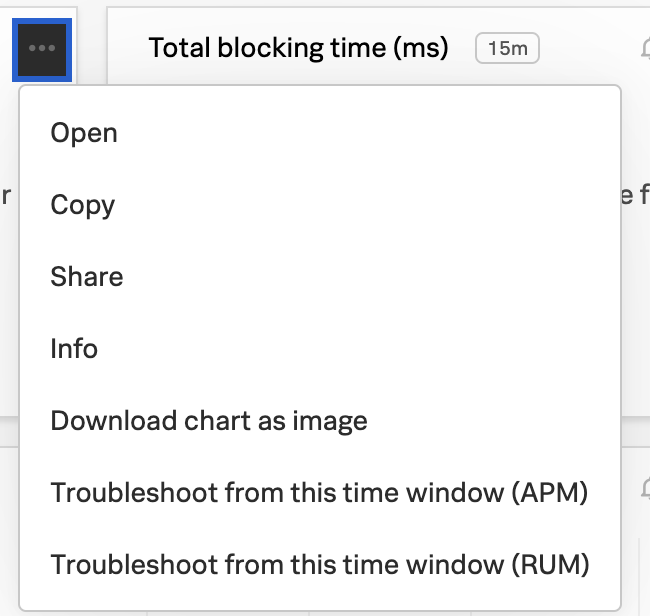 Total blocking time (ms) 15m
Open
Copy
Share
Info
Download chart as image
Troubleshoot from this time window (APM)
Troubleshoot from this time window (RUM)